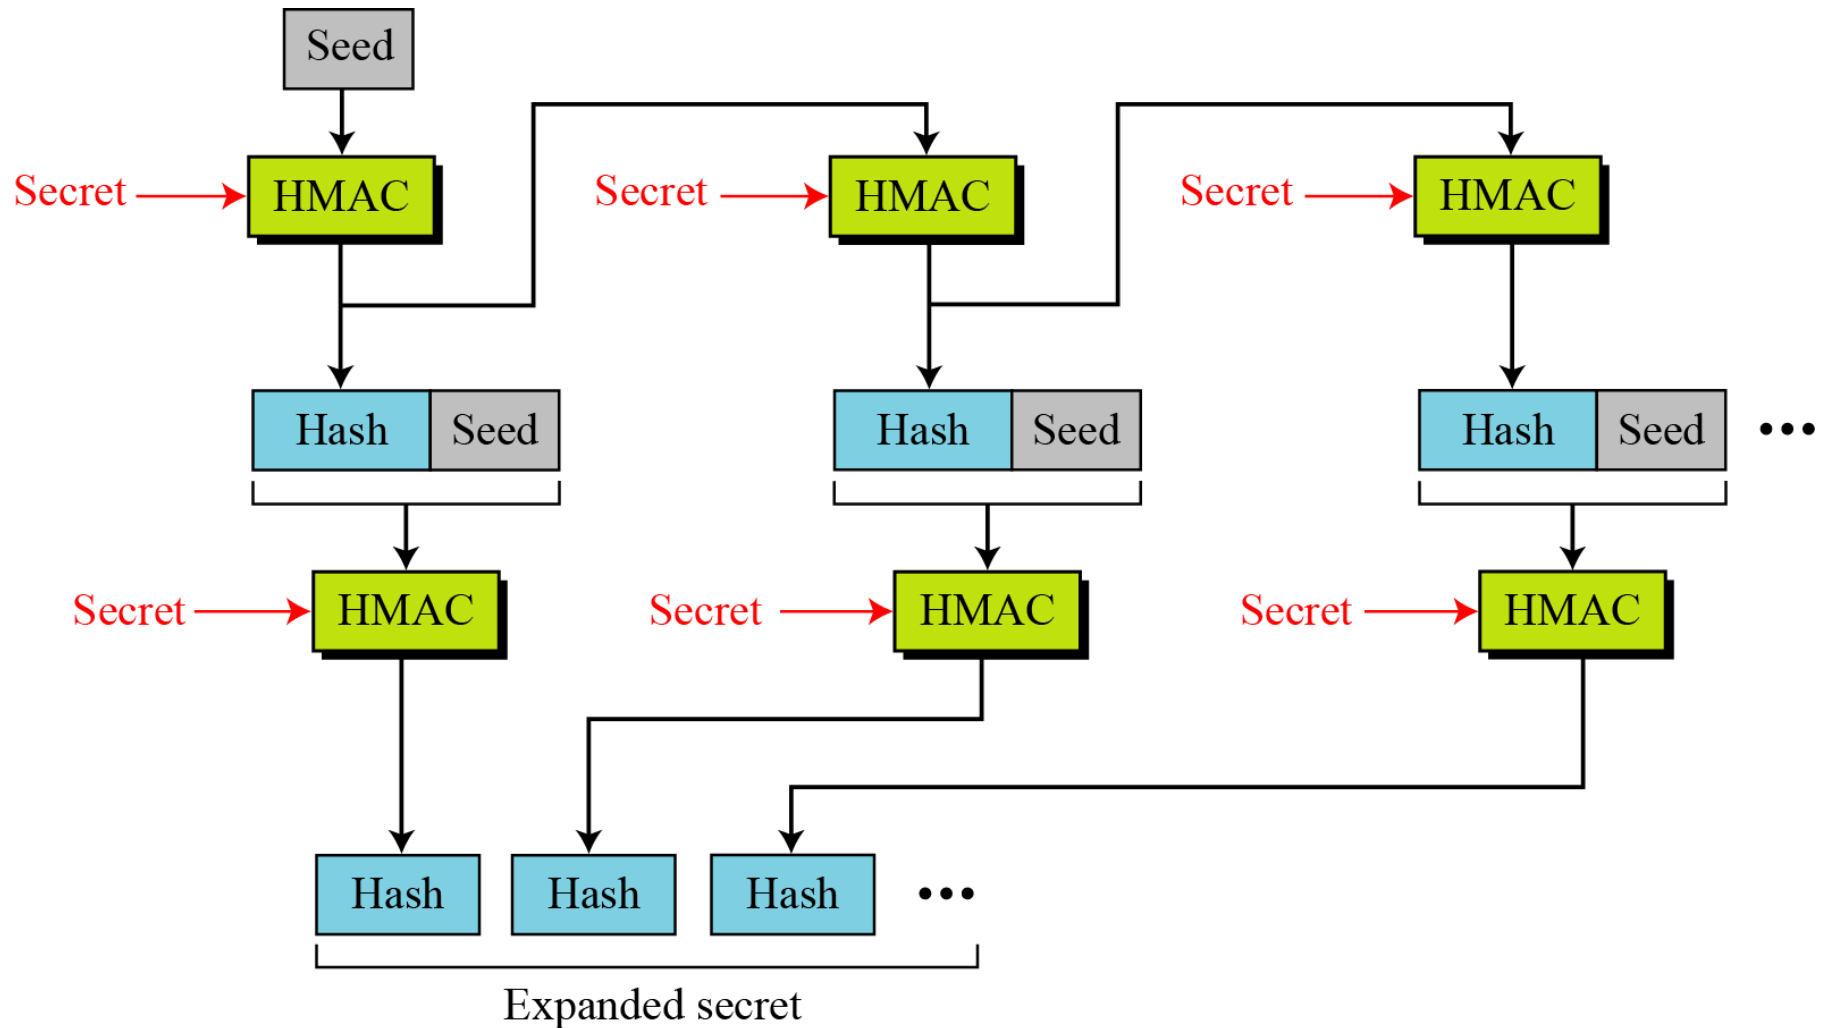 Seed
Secret HMAC Secret HMAC Secret HMAC
Hash Seed Hash Seed Hash Seed •••
Secret HMAC Secret HMAC Secret HMAC
Hash Hash Hash •••
Expanded secret